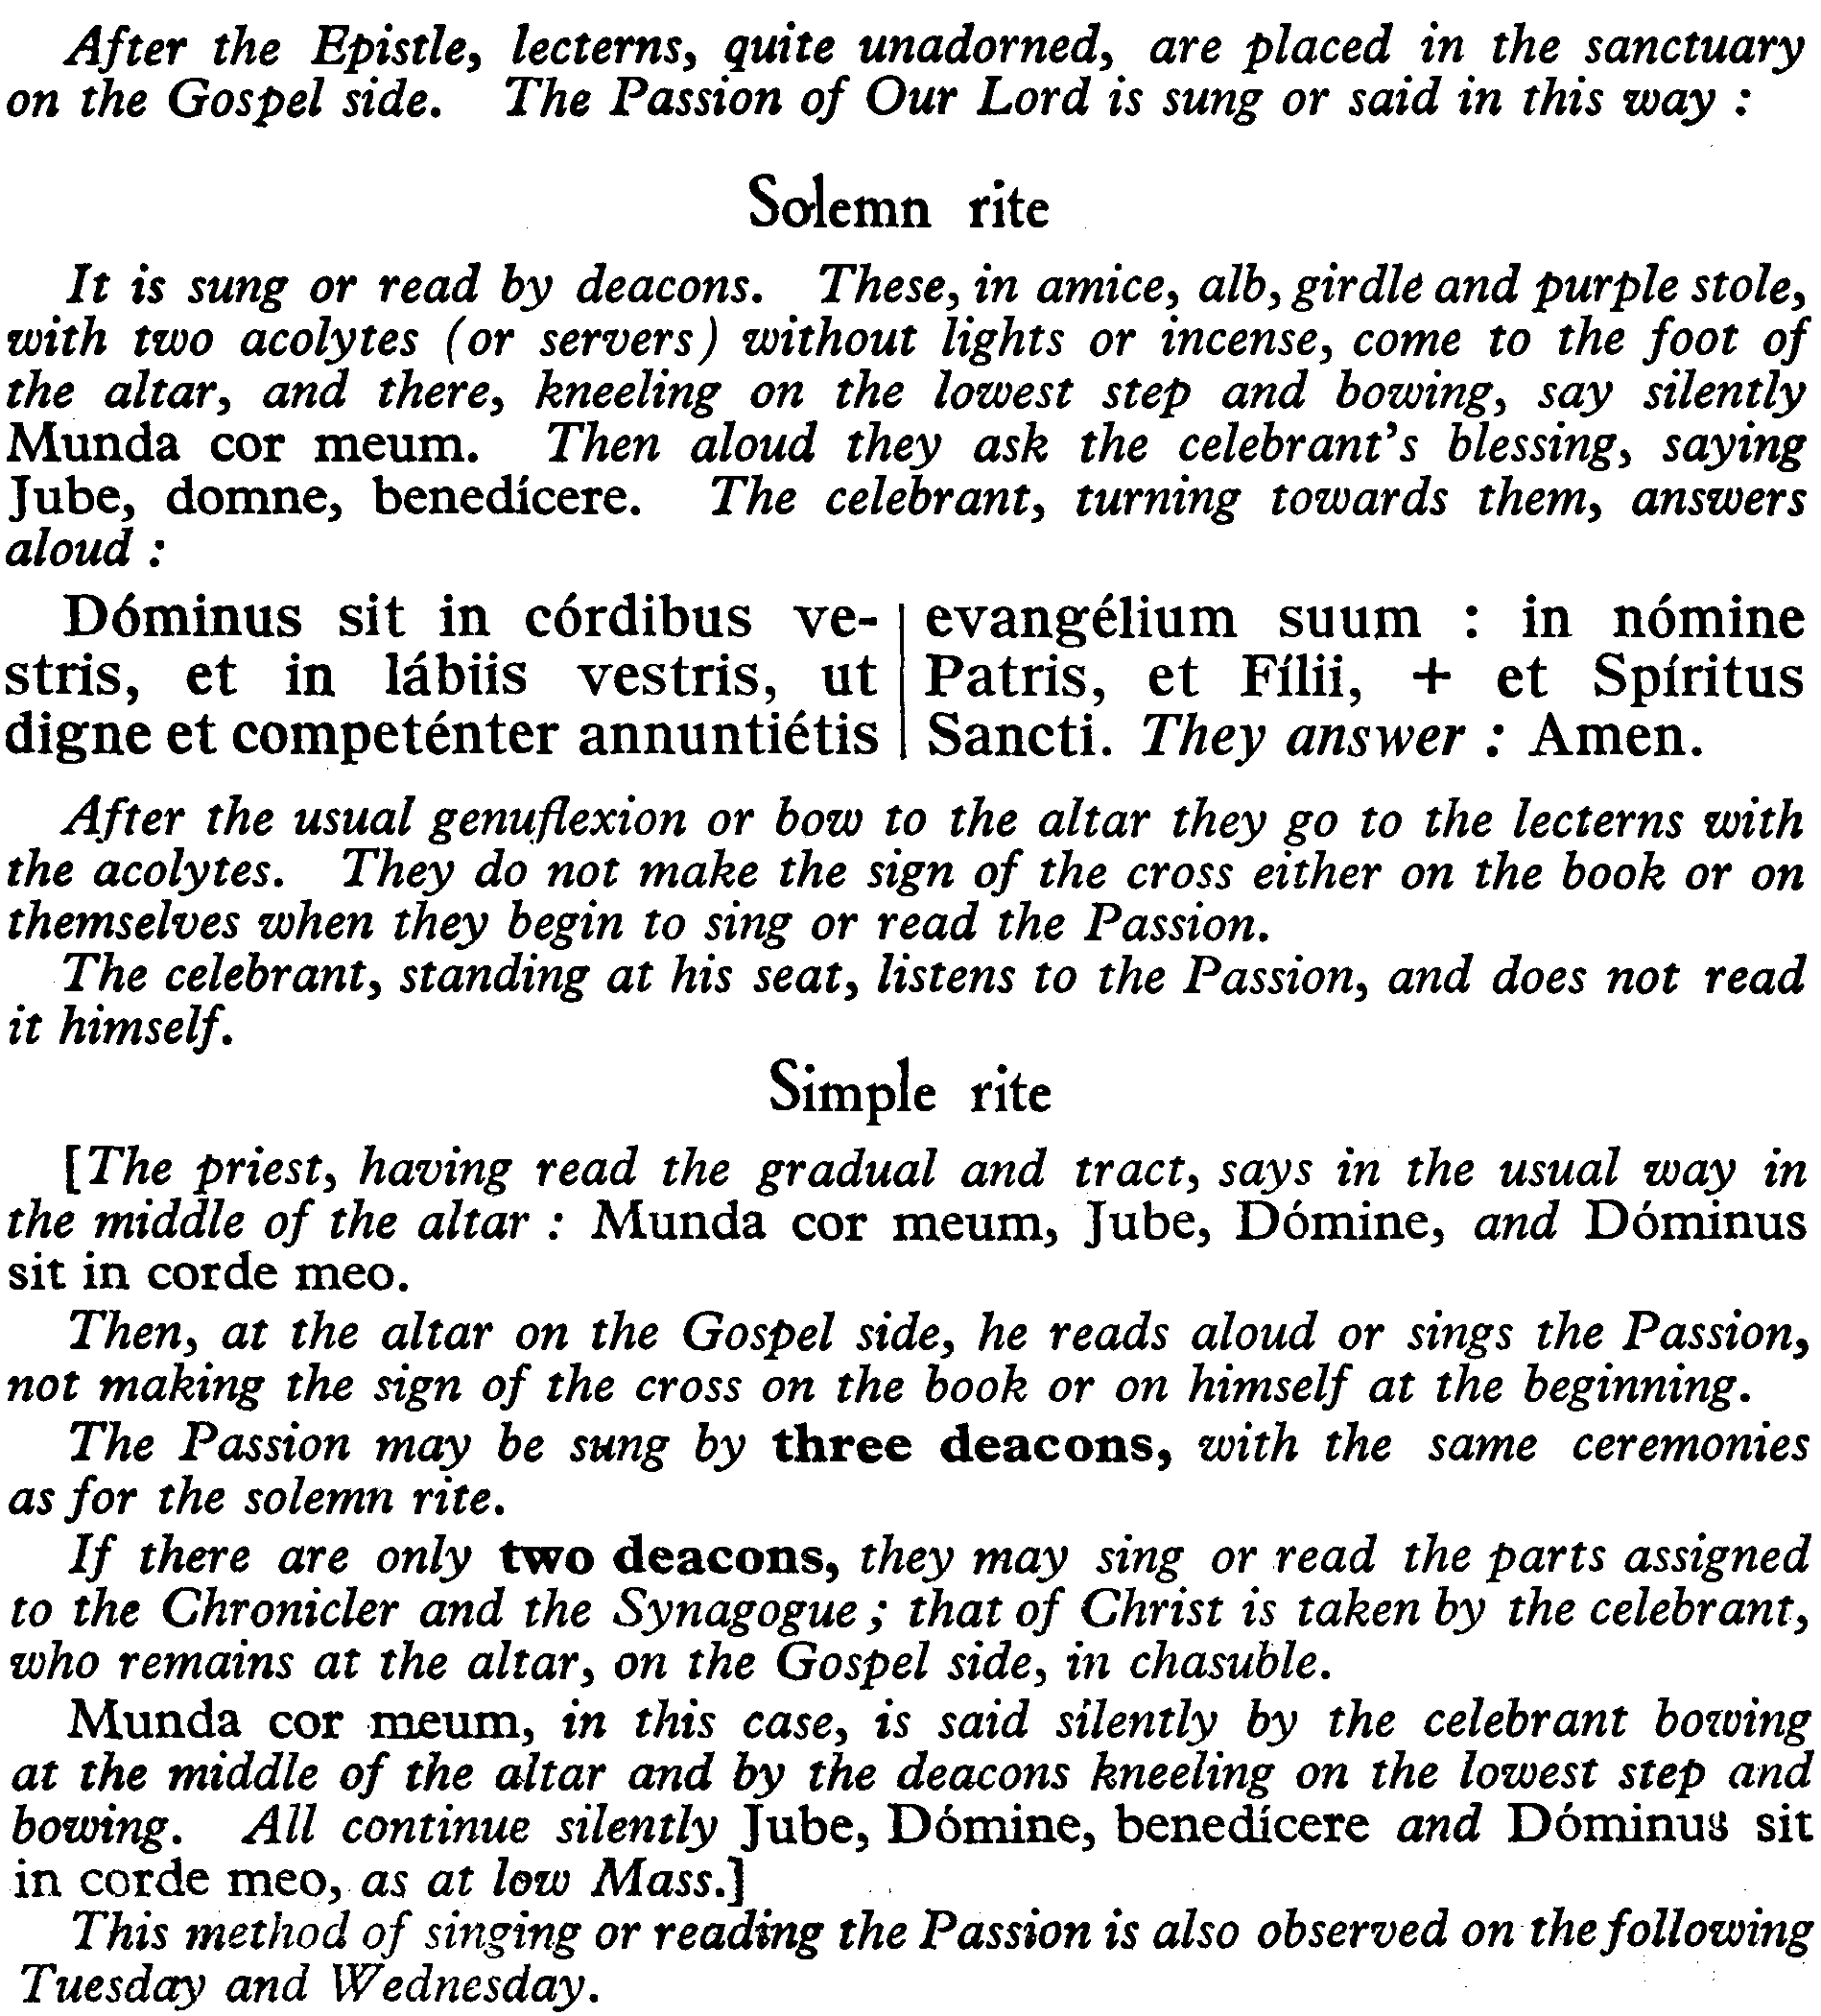 After the Epistle, lecterns, quite unadorned, are placed in the sanctuary
on the Gospel side. The Passion of Our Lord is sung or said in this way :
Solemn rite
It is sung or read by deacons. These, in amice, alb, girdle and purple stole,
with two acolytes (or servers) without lights or incense, come to the foot of
the altar, and there, kneeling on the lowest step and bowing, say silently
Munda cor meum. Then aloud they ask the celebrant's blessing, saying
Jube, domne, benedícere. The celebrant, turning towards them, answers
aloud :
Dóminus sit in córdibus ve-
stris, et in lábiis vestris, ut
digne et competénter annuntiétis
evangélium suum : in nómine
Patris, et Fílii, + et Spíritus
Sancti. They answer : Amen.
After the usual genuflexion or bow to the altar they go to the lecterns with
the acolytes. They do not make the sign of the cross either on the book or on
themselves when they begin to sing or read the Passion.
The celebrant, standing at his seat, listens to the Passion, and does not read
it himself.
Simple rite
[The priest, having read the gradual and tract, says in the usual way in
the middle of the altar : Munda cor meum, Jube, Dómine, and Dóminus
sit in corde meo.
Then, at the altar on the Gospel side, he reads aloud or sings the Passion,
not making the sign of the cross on the book or on himself at the beginning.
The Passion may be sung by three deacons, with the same ceremonies
as for the solemn rite.
If there are only two deacons, they may sing or read the parts assigned
to the Chronicler and the Synagogue ; that of Christ is taken by the celebrant,
who remains at the altar, on the Gospel side, in chasuble.
Munda cor meum, in this case, is said silently by the celebrant bowing
at the middle of the altar and by the deacons kneeling on the lowest step and
bowing. All continue silently Jube, Dómine, benedícere and Dóminus sit
in corde meo, as at low Mass.]
This method of singing or reading the Passion is also observed on the following
Tuesday and Wednesday.